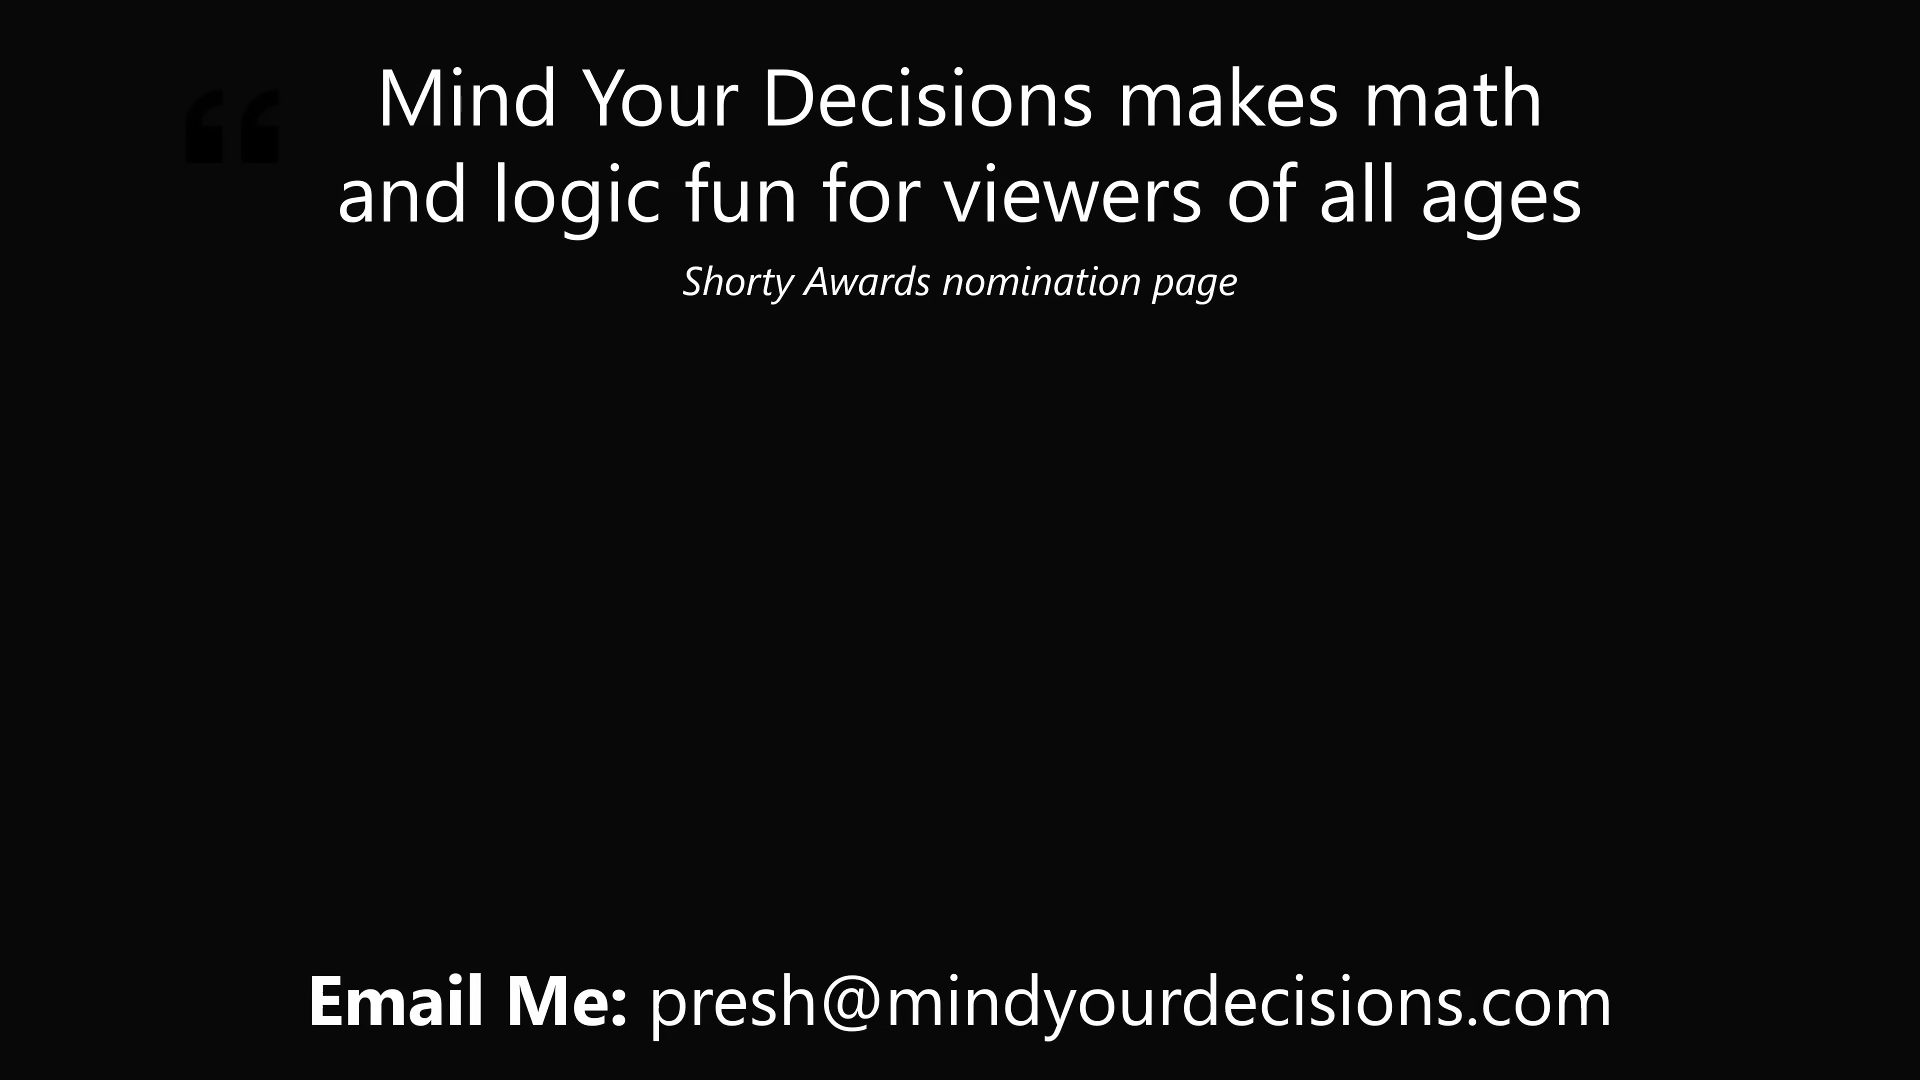 “
Mind Your Decisions makes math
and logic fun for viewers of all ages
Shorty Awards nomination page
Email Me: presh@mindyourdecisions.com